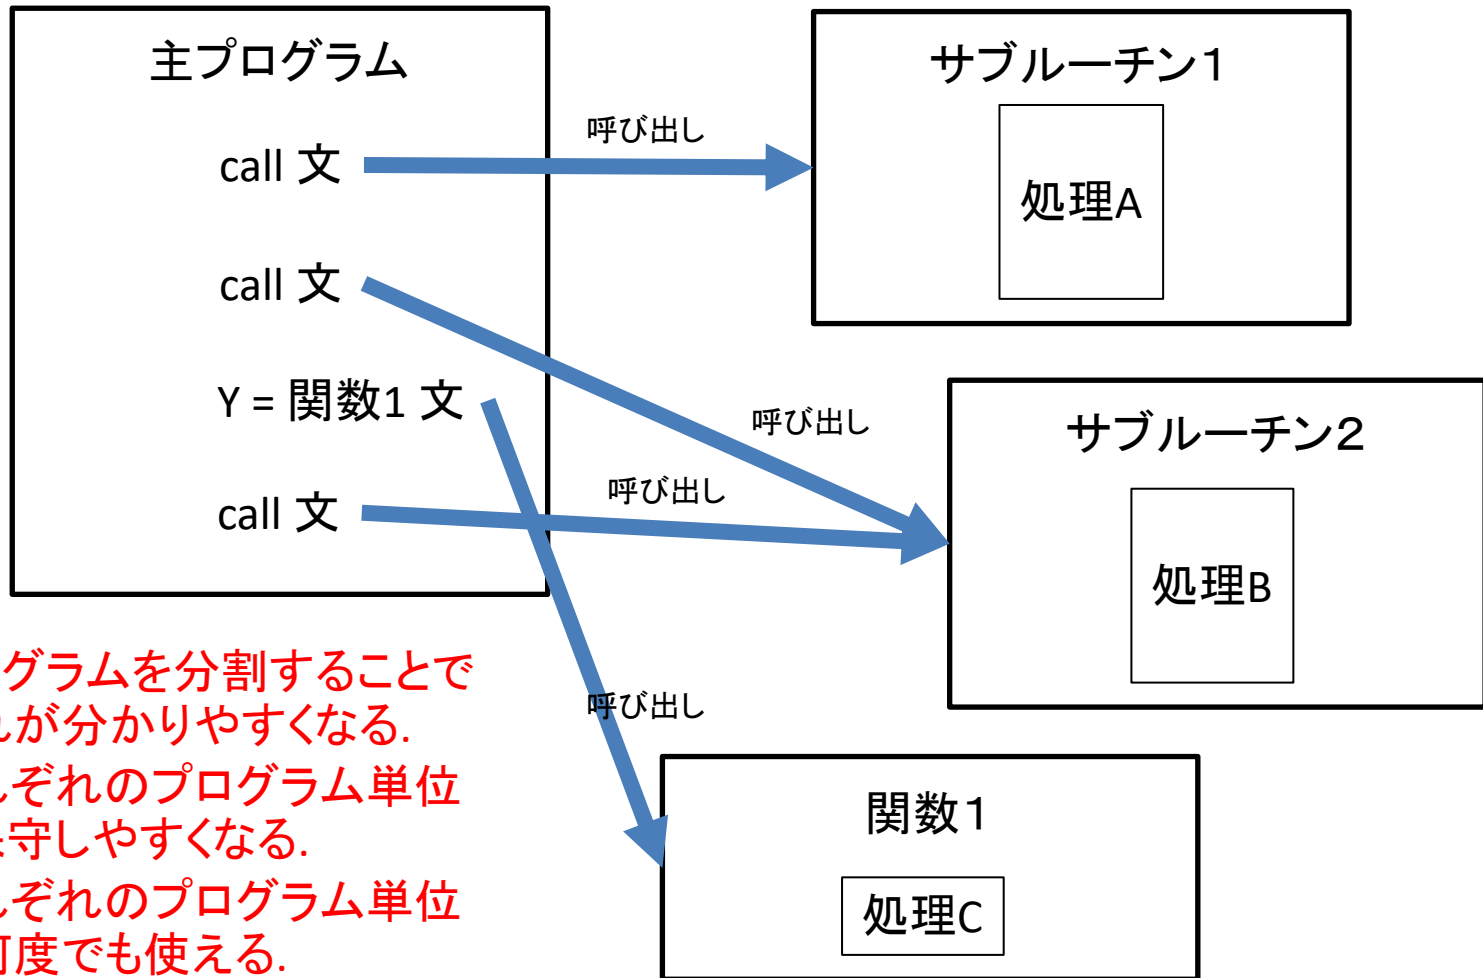 主プログラム
call 文
call 文
Y = 関数1 文
call 文
呼び出し
呼び出し
呼び出し
呼び出し
サブルーチン1
処理A
サブルーチン2
処理B
関数1
処理C
グラムを分割することで
が分かりやすくなる.
ぞれのプログラム単位
守しやすくなる.
ぞれのプログラム単位
何度でも使える.